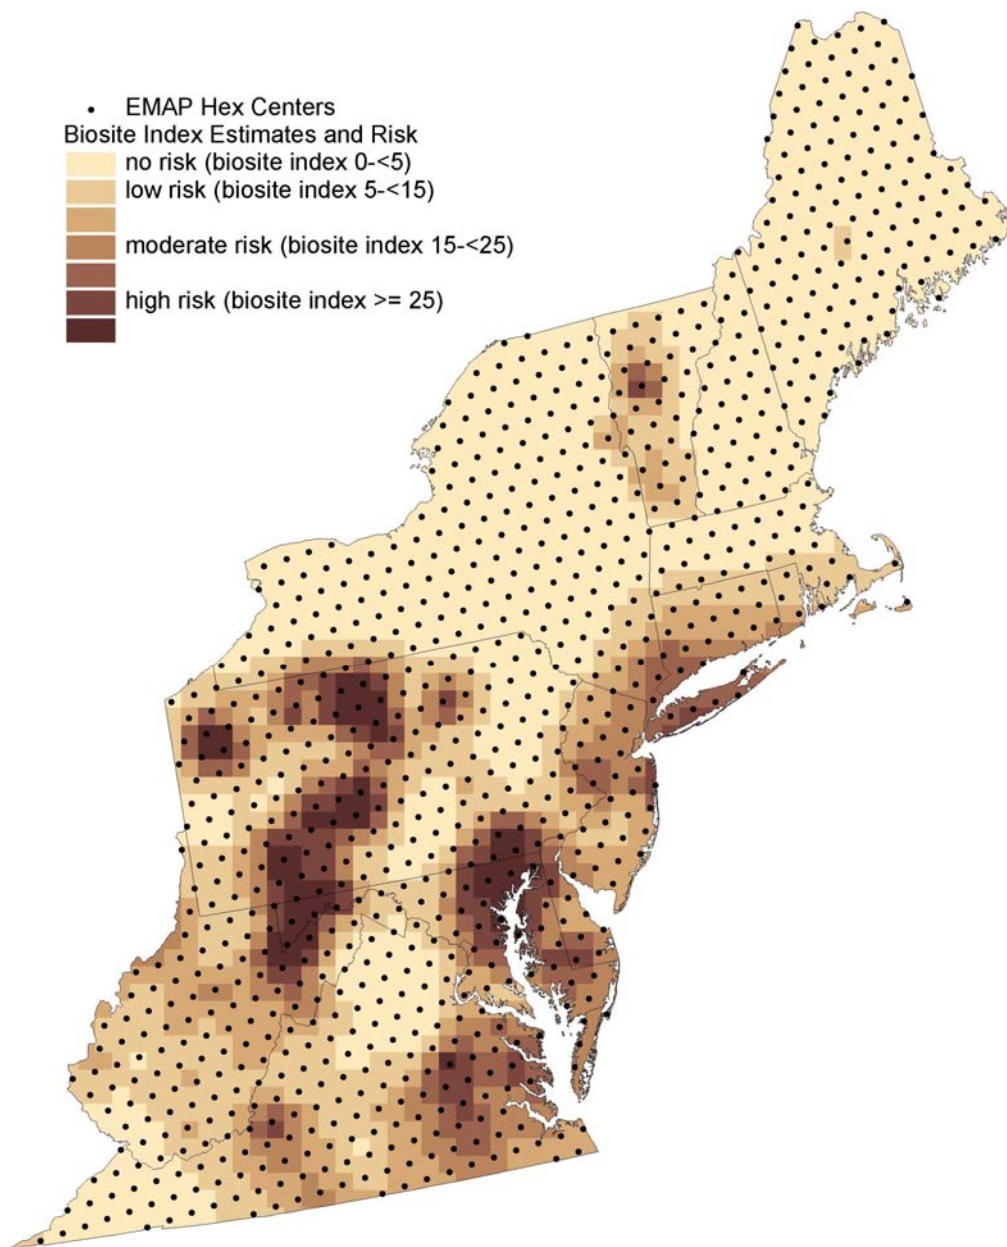 EMAP Hex Centers
Biosite Index Estimates and Risk
no risk (biosite index 0-<5)
low risk (biosite index 5-<15)
moderate risk (biosite index 15-<25)
high risk (biosite index >= 25)